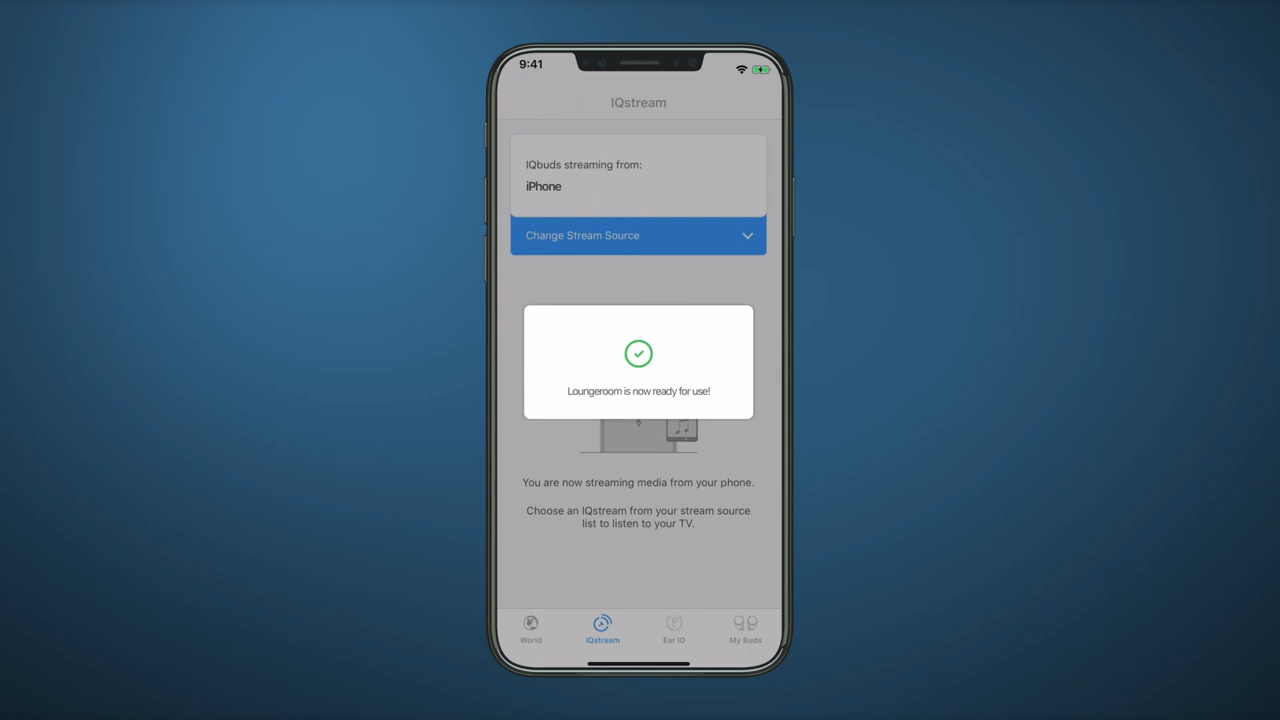 9:41
IQstream
IQbuds streaming from:
iPhone
Change Stream Source
Loungeroom is now ready for use!
You are now streaming media from your phone.
Choose an IQstream from your stream source
list to listen to your TV.
World
IQstream
Ear ID
My Buds